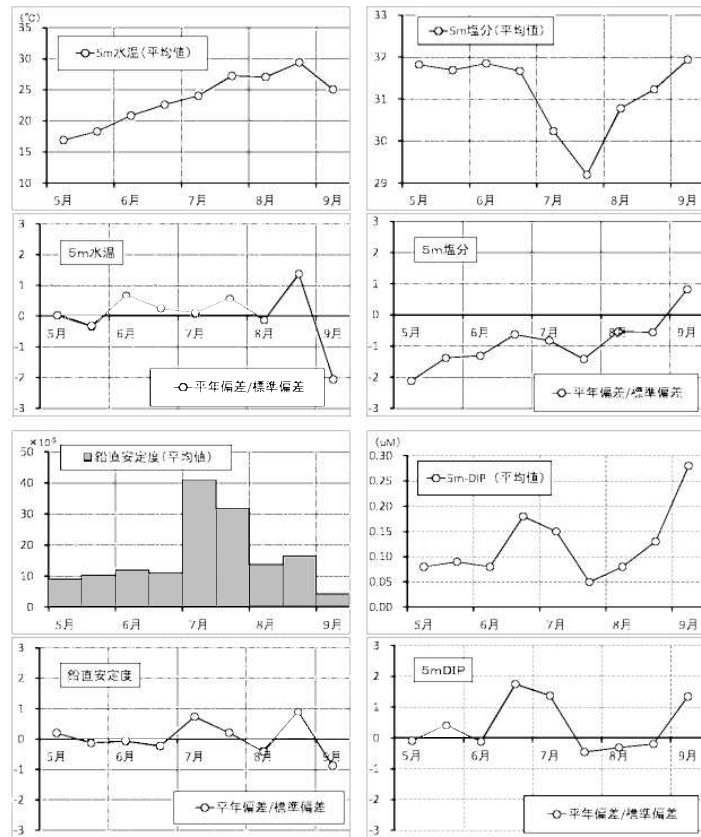 (℃)
35
30
25
20
15
10
5m水温(平均値)
5月 6月 7月 8月 9月
32
31
30
29
5m塩分(平均値)
5月 6月 7月 8月 9月
3
2
1
0
-1
-2
-3
5m水温
5月 6月 7月 8月 9月
平年偏差/標準偏差
3
2
1
0
-1
-2
-3
5m塩分
5月 6月 7月 8月 9月
平年偏差/標準偏差
50
40
30
20
10
0
鉛直安定度(平均値)
5月 6月 7月 8月 9月
(uM)
0.30
0.25
0.20
0.15
0.10
0.05
0.00
5m-DIP (平均値)
5月 6月 7月 8月 9月
3
2
1
0
-1
-2
-3
鉛直安定度
5月 6月 7月 8月 9月
平年偏差/標準偏差
3
2
1
0
-1
-2
-3
5mDIP
5月 6月 7月 8月 9月
平年偏差/標準偏差